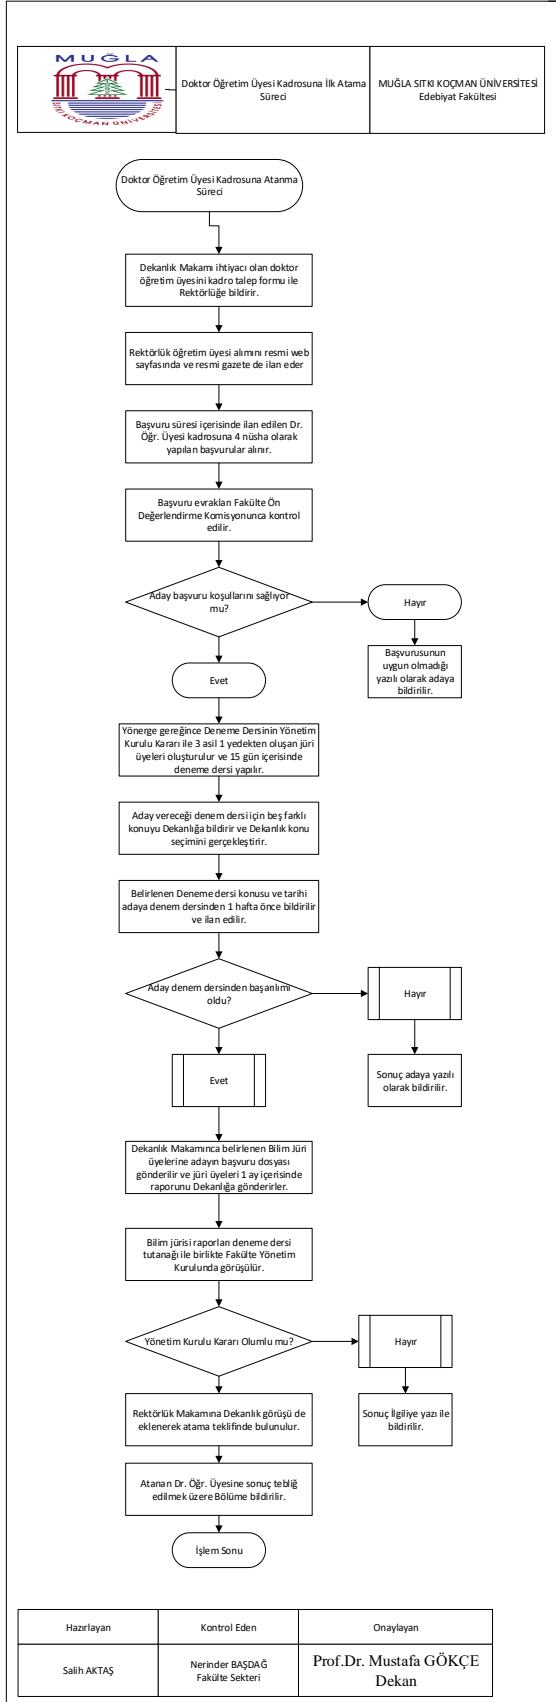 MUĞLA
SITKI KOÇMAN ÜNİVERSİTESİ
Doktor Öğretim Üyesi Kadrosuna İlk Atama
Süreci
MUĞLA SITKI KOÇMAN ÜNİVERSİTESİ
Edebiyat Fakültesi
Doktor Öğretim Üyesi Kadrosuna Atanma
Süreci
Dekanlık Makamı ihtiyacı olan doktor
öğretim üyesini kadro talep formu ile
Rektörlüğe bildirir.
Rektörlük öğretim üyesi alımını resmi web
sayfasında ve resmi gazete de ilan eder
Başvuru süresi içerisinde ilan edilen Dr.
Öğr. Üyesi kadrosuna 4 nüsha olarak
yapılan başvurular alınır.
Başvuru evrakları Fakülte Ön
Değerlendirme Komisyonunca kontrol
edilir.
Aday başvuru koşullarını sağlıyor
mu?
Hayır
Başvurusunun
uygun olmadığı
yazılı olarak adaya
bildirilir.
Evet
Yönerge gereğince Deneme Dersinin Yönetim
Kurulu Kararı ile 3 asil 1 yedekten oluşan jüri
üyeleri oluşturulur ve 15 gün içerisinde
deneme dersi yapılır.
Aday vereceği denem dersi için beş farklı
konuyu Dekanlığa bildirir ve Dekanlık konu
seçimini gerçekleştirir.
Belirlenen Deneme dersi konusu ve tarihi
adaya denem dersinden 1 hafta önce bildirilir
ve ilan edilir.
Aday denem dersinden başarılımı
oldu?
Hayır
Sonuç adaya yazılı
olarak bildirilir.
Evet
Dekanlık Makamınca belirlenen Bilim Jüri
üyelerine adayın başvuru dosyası
gönderilir ve jüri üyeleri 1 ay içerisinde
raporunu Dekanlığa gönderirler.
Bilim jürisi raporları deneme dersi
tutanağı ile birlikte Fakülte Yönetim
Kurulunda görüşülür.
Yönetim Kurulu Kararı Olumlu mu?
Hayır
Sonuç İlgiliye yazı ile
bildirilir.
Rektörlük Makamına Dekanlık görüşü de
eklenerek atama teklifinde bulunulur.
Atanan Dr. Öğr. Üyesine sonuç tebliğ
edilmek üzere Bölüme bildirilir.
İşlem Sonu
Hazırlayan
Kontrol Eden
Onaylayan
Salih AKTAŞ
Nerinder BAŞDAĞ
Fakülte Sekteri
Prof.Dr. Mustafa GÖKÇE
Dekan